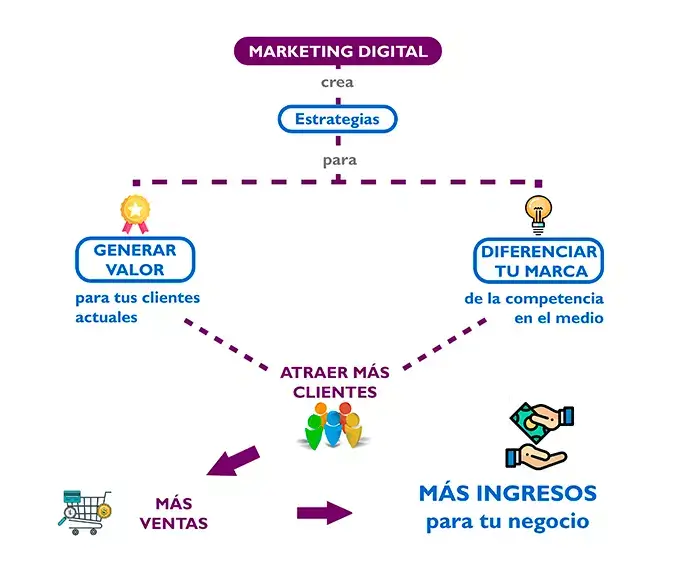 MARKETING DIGITAL
crea
Estrategias
para
GENERAR
VALOR
para tus clientes
actuales
DIFERENCIAR
TU MARCA
de la competencia
en el medio
ATRAER MÁS
CLIENTES
MÁS
VENTAS
MÁS INGRESOS
para tu negocio